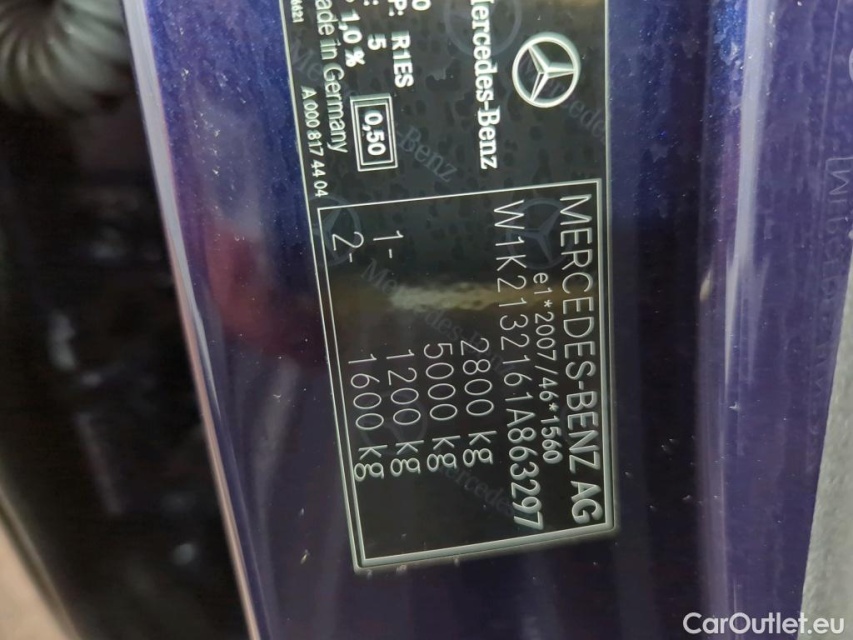 Mercedes-Benz
R1ES
5
1,0 %
0,50
Made in Germany
A 000 817 44 04
MERCEDES-BENZ AG
e1*2007/46*1560
W1K2132161A863297
2800 kg
5000 kg
1- 1200 kg
2- 1600 kg
CarOutlet.eu